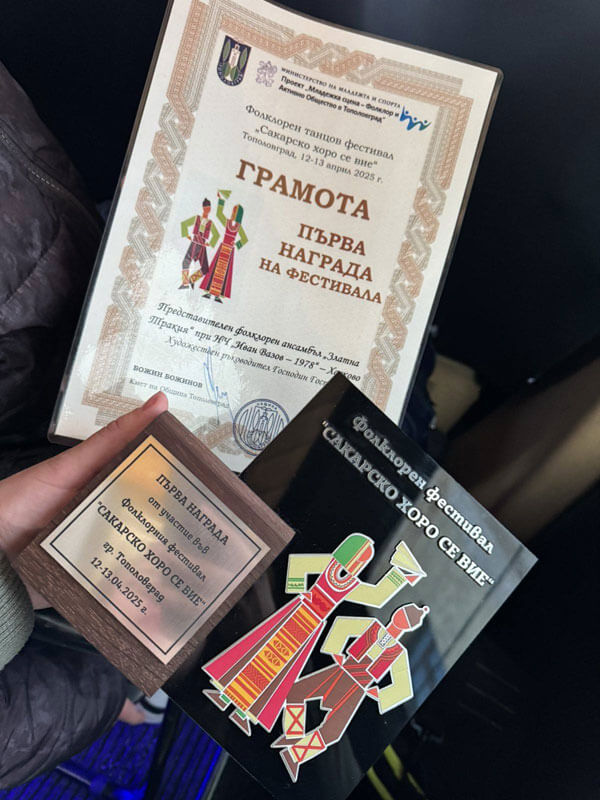 МИНИСТЕРСТВО НА МЛАДЕЖТА И СПОРТА
Проект „Младежка сцена – Фолклор и
Активно Общество в Тополовград“
Фолклорен танцов фестивал
„Сакарско хоро се вие“
Тополовград, 12-13 април 2025 г.
ГРАМОТА
ПЪРВА
НАГРАДА
НА ФЕСТИВАЛА
Представителен фолклорен ансамбъл „Златна
Тракия“ при НЧ „Иван Вазов – 1978“ – Хасково
Художествен ръководител Господин
БОЖИН БОЖИНОВ
Кмет на Община
ПЪРВА НАГРАДА
от участие във
Фолклорния фестивал
"САКАРСКО ХОРО СЕ ВИЕ"
гр. Тополовград
12-13.04.2025 г.
Фолклорен фестивал
"САКАРСКО ХОРО СЕ ВИЕ"